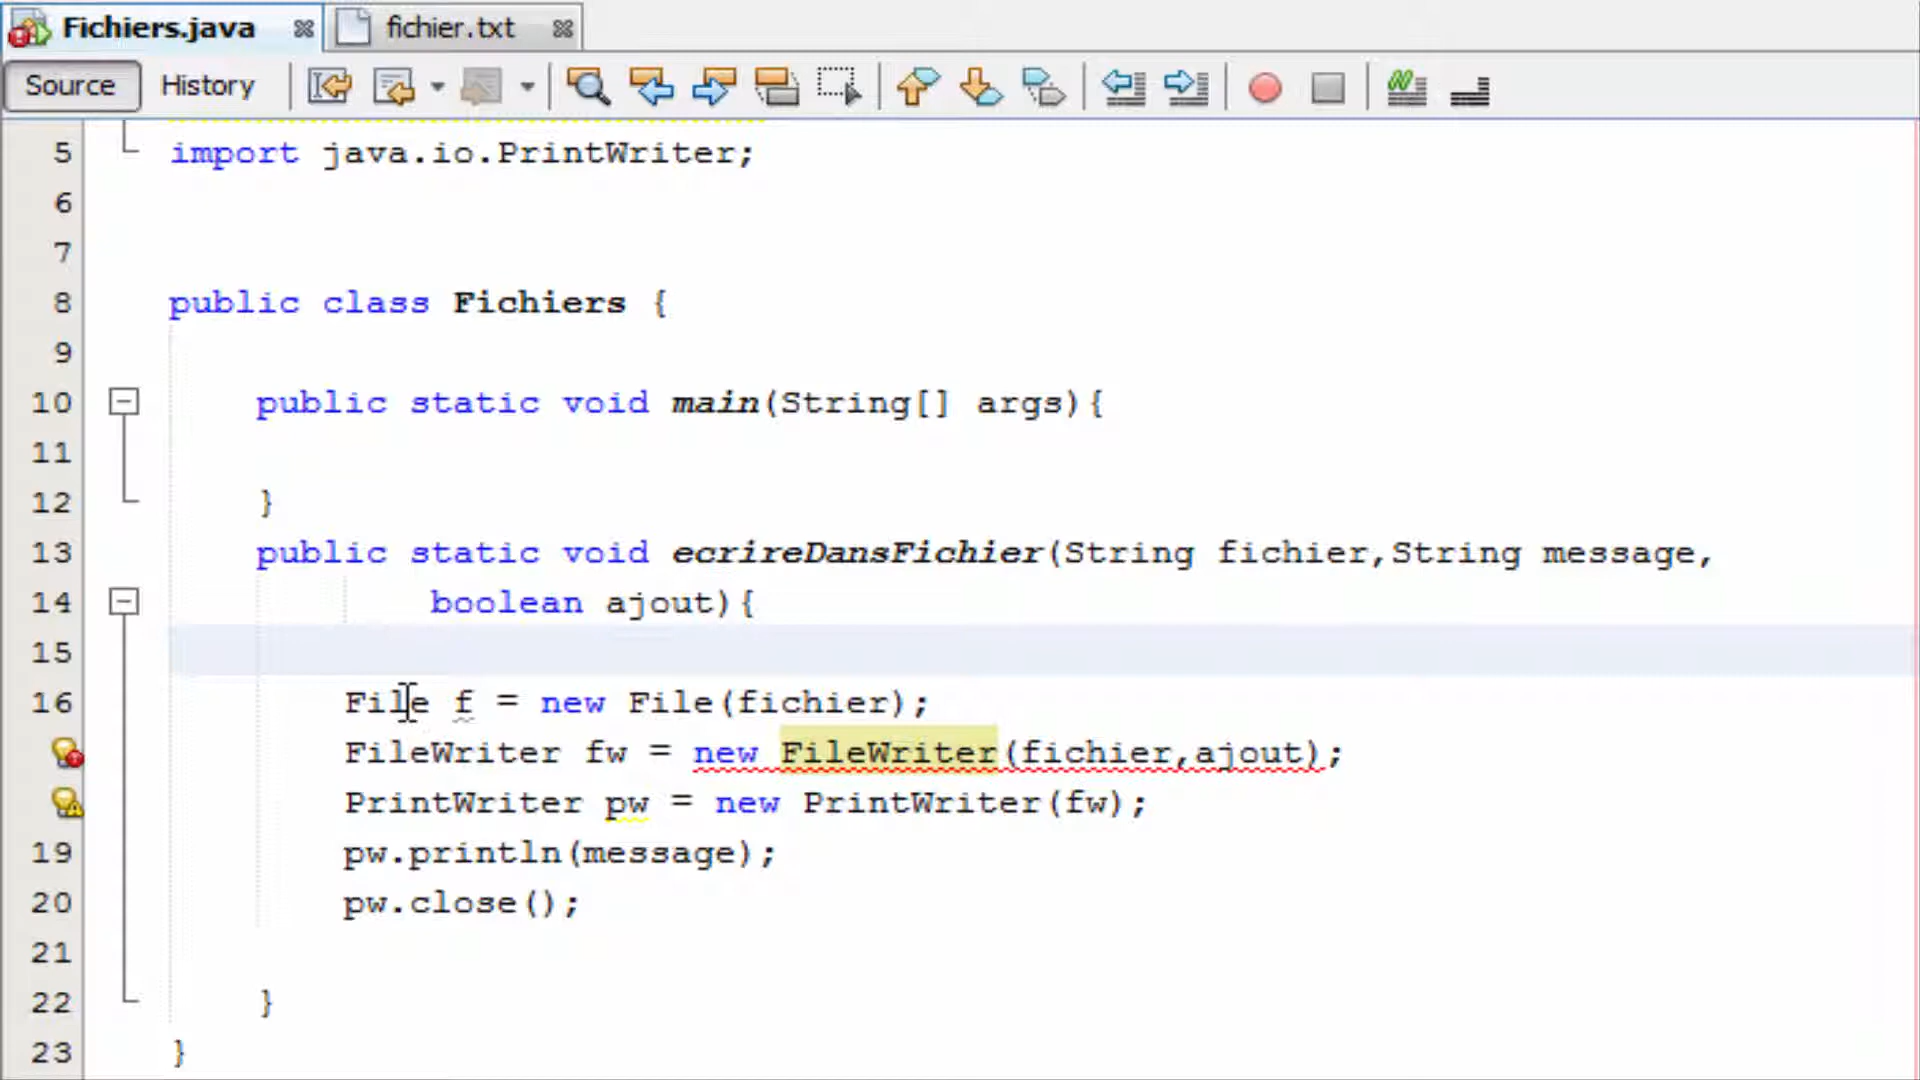 Fichiers.java fichier.txt
Source History
5 import java.io.PrintWriter;
6
7
8 public class Fichiers {
9
10 public static void main(String[] args){
11
12 }
13 public static void ecrireDansFichier(String fichier,String message,
14 boolean ajout){
15
16 File f = new File(fichier);
FileWriter fw = new FileWriter(fichier,ajout);
PrintWriter pw = new PrintWriter(fw);
19 pw.println(message);
20 pw.close();
21
22 }
23 }